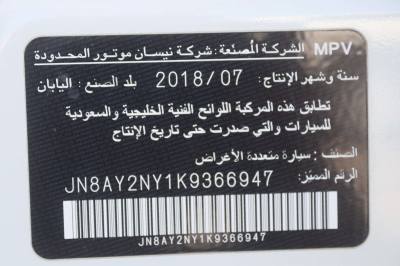 MPV الشركة المصنعة: شركة نيسان موتور المحدودة
سنة وشهر الإنتاج: 2018/07 بلد الصنع: اليابان
تطابق هذه المركبة اللوائح الفنية الخليجية والسعودية
للسيارات والتي صدرت حتى تاريخ الإنتاج
الصنف: سيارة متعددة الأغراض
الرقم المميز: JN8AY2NY1K9366947
JN8AY2NY1K9366947